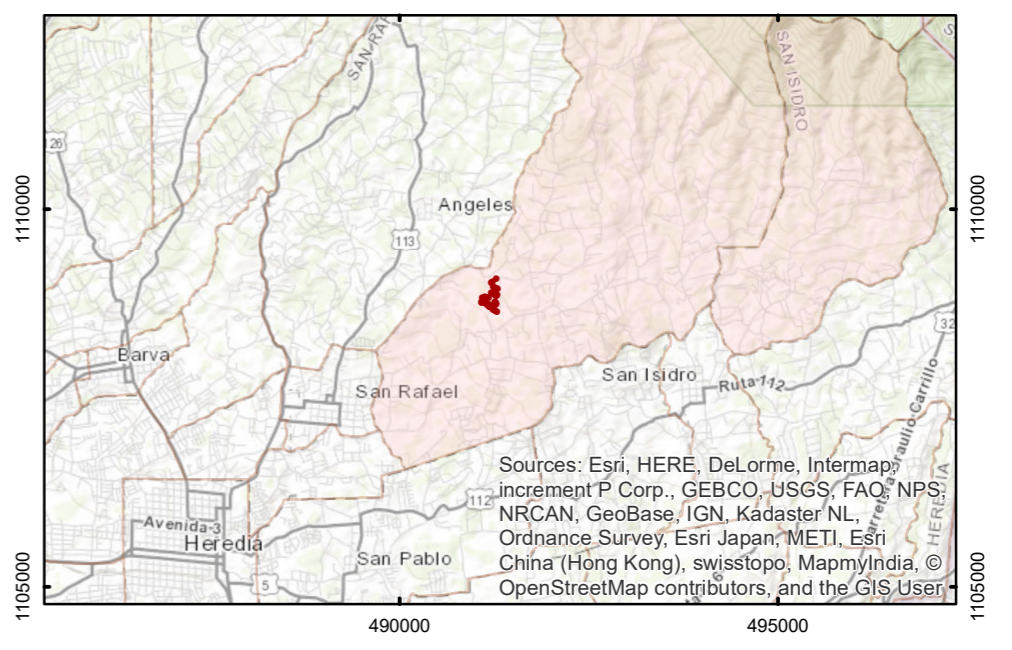 SAN-RA
SAN ISIDRO
S
26
1110000
1110000
Angeles
113
32
Barva
San Isidro
Ruta-112
San Rafael
Sources: Esri, HERE, DeLorme, Intermap,
increment P Corp., GEBCO, USGS, FAO, NPS,
NRCAN, GeoBase, IGN, Kadaster NL,
Ordnance Survey, Esri Japan, METI, Esri
China (Hong Kong), swisstopo, MapmyIndia, ©
OpenStreetMap contributors, and the GIS User
112
Avenida-3
Heredia
HEREDIA
San Pablo
5
1105000
1105000
490000
495000